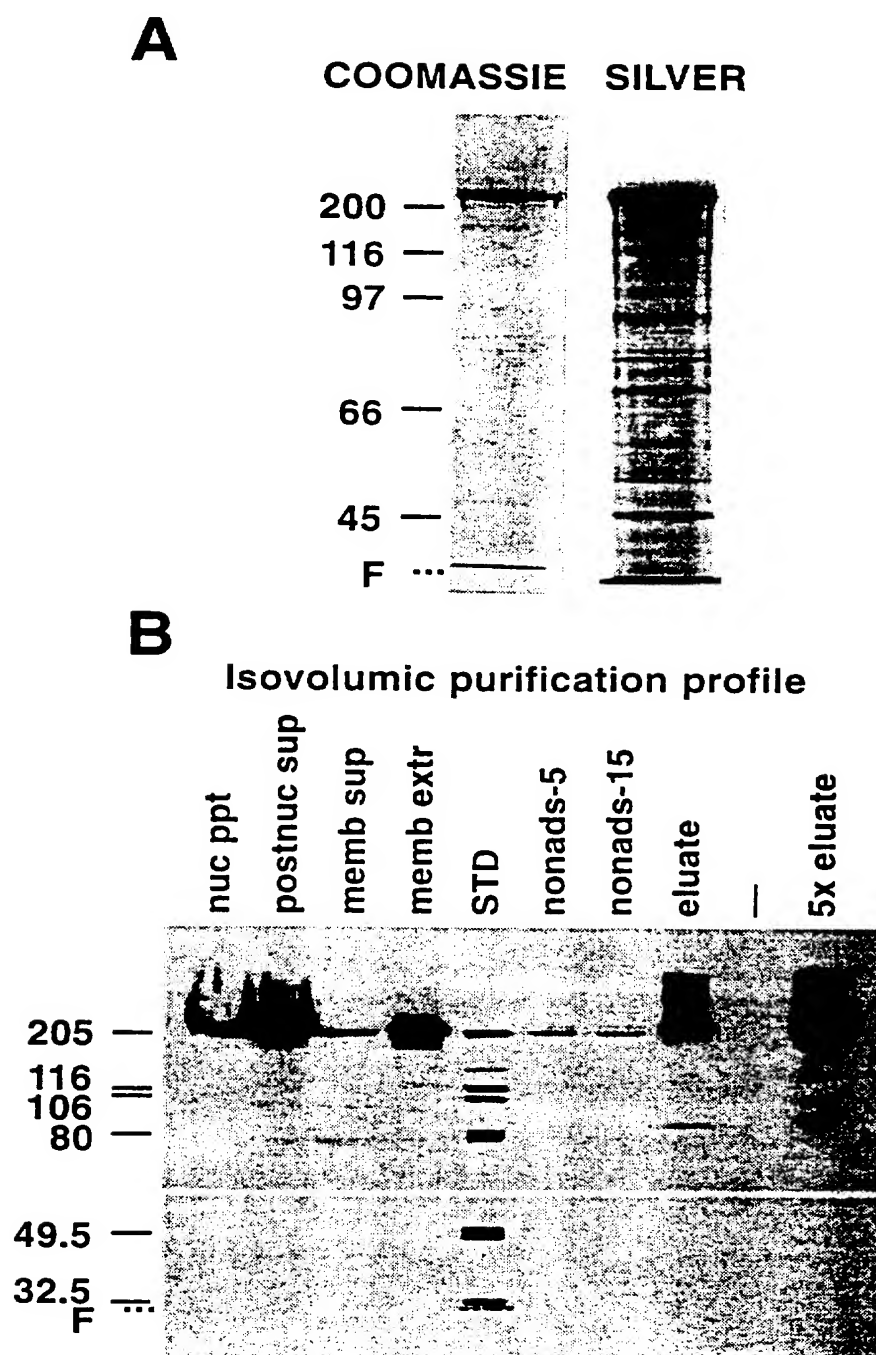 A
COOMASSIE SILVER
200
116
97
66
45
F
B
Isovolumic purification profile
nuc ppt
postnuc sup
memb sup
memb extr
STD
nonads-5
nonads-15
eluate
—
5x eluate
205
116
106
80
49.5
32.5
F